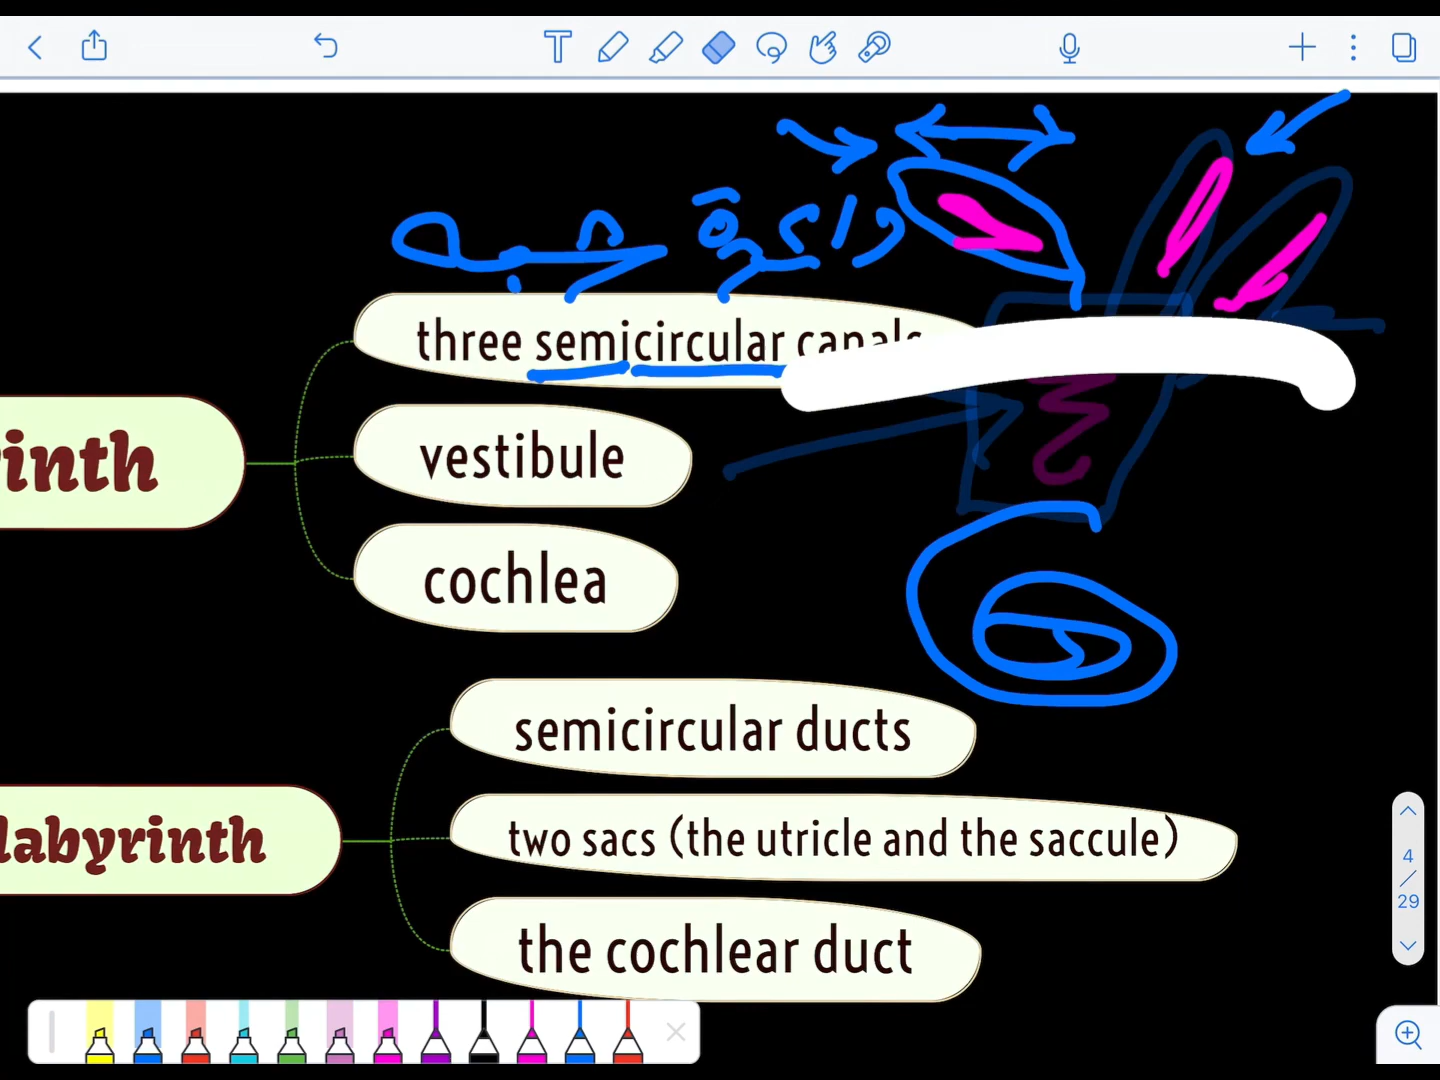 three semicircular canals
inth
vestibule
cochlea
semicircular ducts
labyrinth
two sacs (the utricle and the saccule)
the cochlear duct
4
/
29